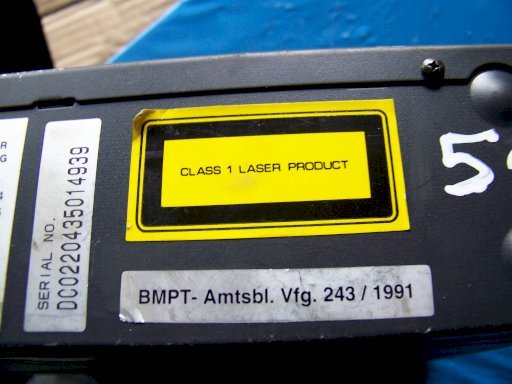 SERIAL NO.
DC0220435014939
CLASS 1 LASER PRODUCT
BMPT- Amtsbl. Vfg. 243 / 1991
5